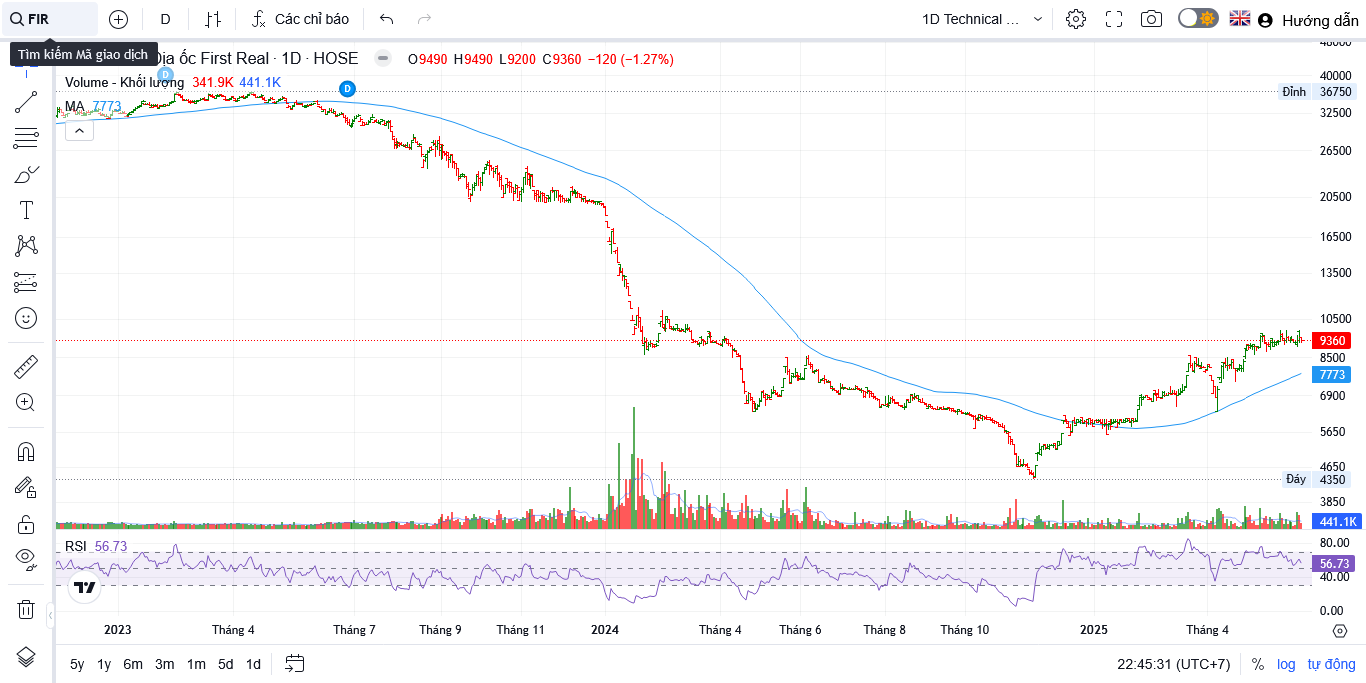 FIR
D
Các chỉ báo
1D Technical ...
Hướng dẫn
Tìm kiếm Mã giao dịch
Địa ốc First Real · 1D · HOSE
O9490 H9490 L9200 C9360 −120 (−1.27%)
Volume - Khối lượng 341.9K 441.1K
D
D
MA 7773
48000
40000
Đỉnh 36750
32500
26500
20500
16500
13500
10500
9360
8500
7773
6900
5650
4650
Đáy 4350
3850
441.1K
RSI 56.73
80.00
56.73
40.00
0.00
2023 Tháng 4 Tháng 7 Tháng 9 Tháng 11 2024 Tháng 4 Tháng 6 Tháng 8 Tháng 10 2025 Tháng 4
5y 1y 6m 3m 1m 5d 1d
22:45:31 (UTC+7) % log tự động